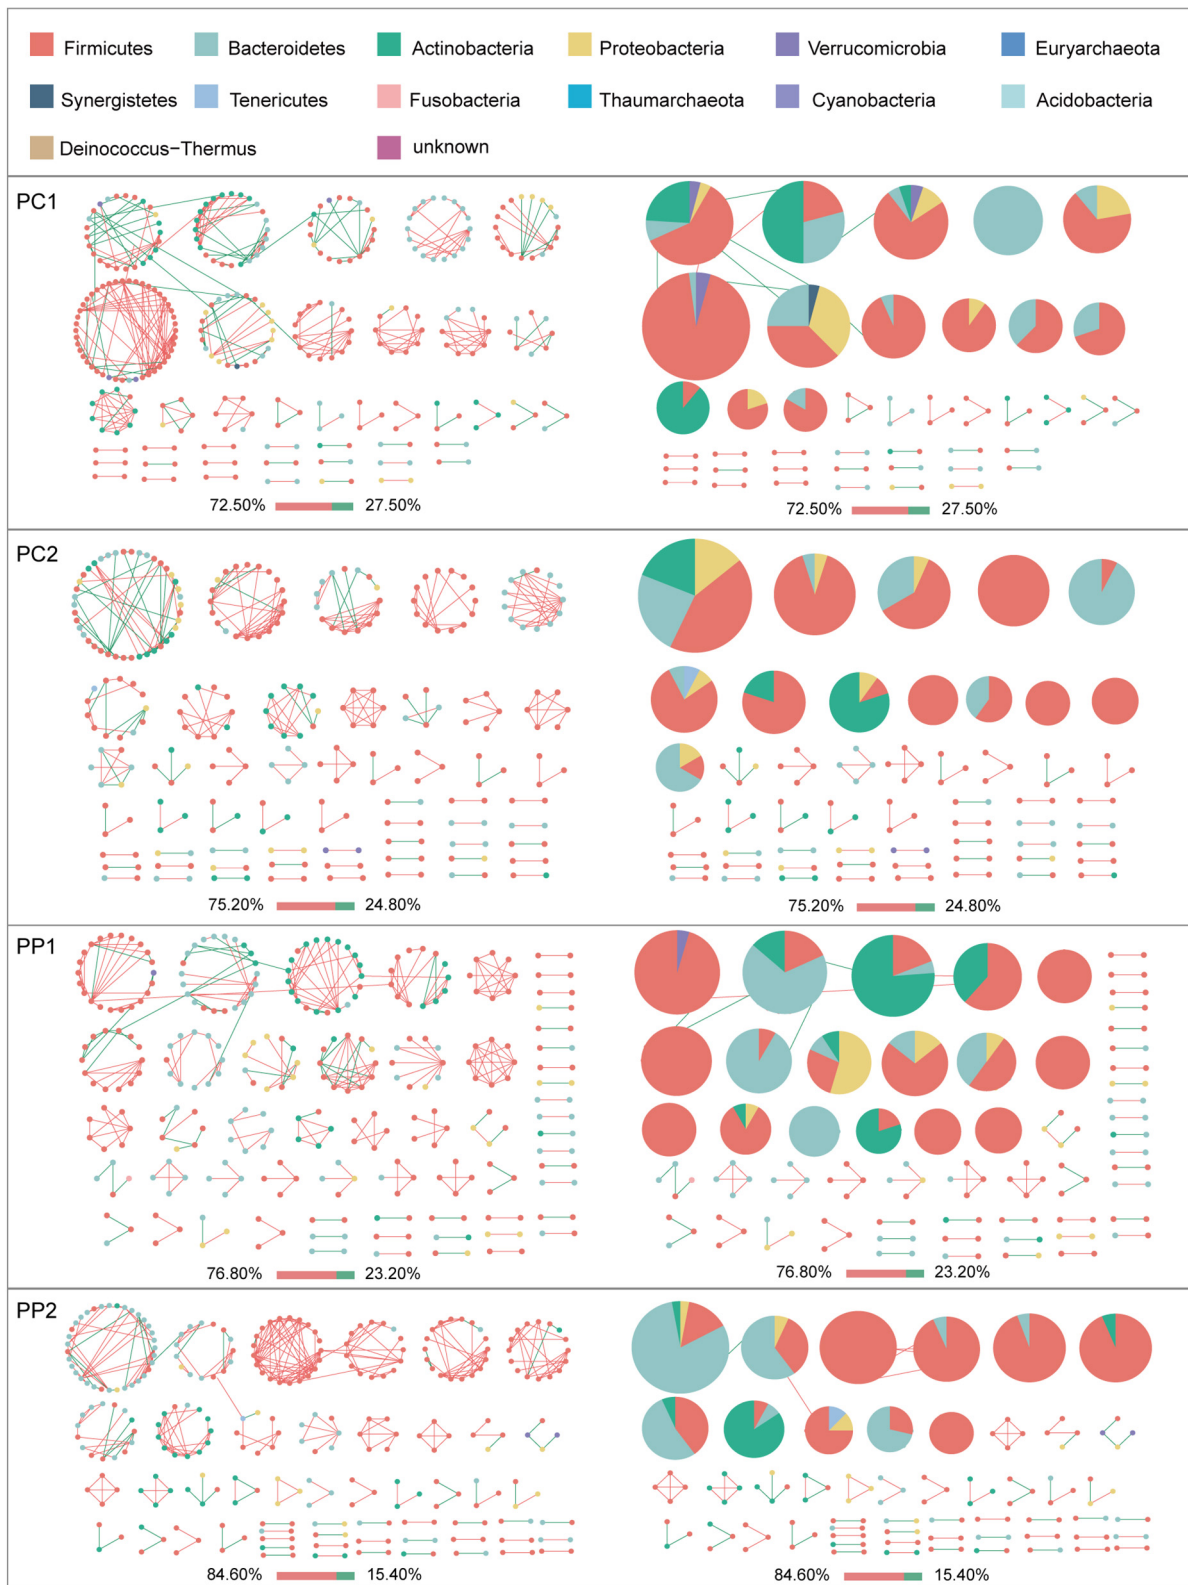 Firmicutes Bacteroidetes Actinobacteria Proteobacteria Verrucomicrobia Euryarchaeota
Synergistetes Tenericutes Fusobacteria Thaumarchaeota Cyanobacteria Acidobacteria
Deinococcus−Thermus unknown
PC1
72.50% 27.50% 72.50% 27.50%
PC2
75.20% 24.80% 75.20% 24.80%
PP1
76.80% 23.20% 76.80% 23.20%
PP2
84.60% 15.40% 84.60% 15.40%